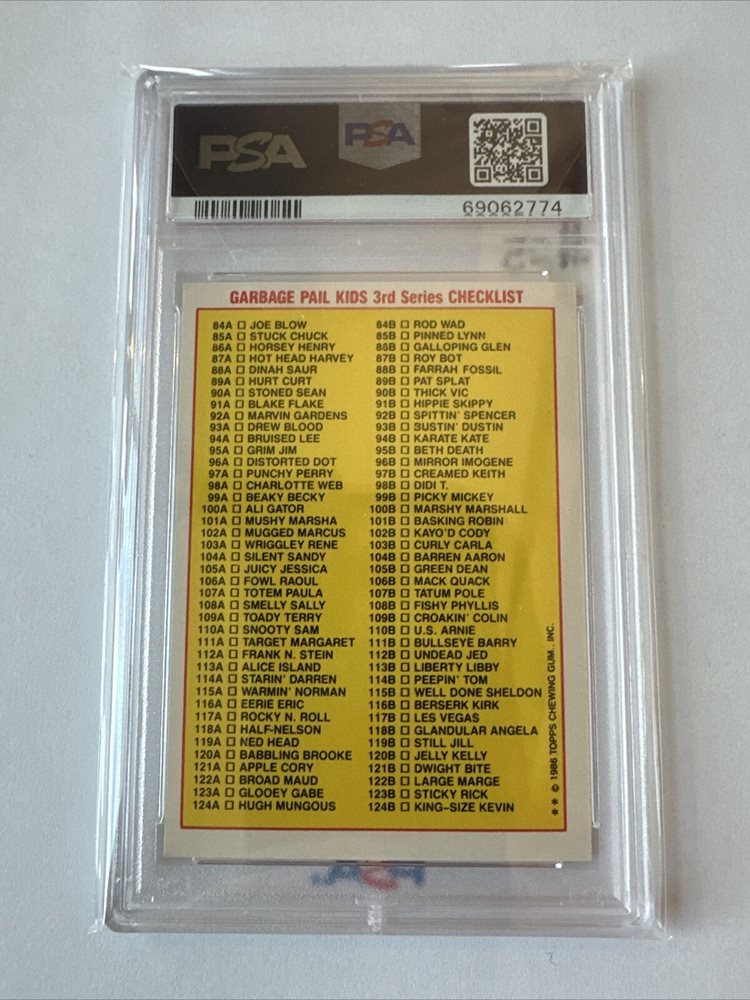 PSA PSA
69062774
GARBAGE PAIL KIDS 3rd Series CHECKLIST
84A □ JOE BLOW
85A □ STUCK CHUCK
86A □ HORSEY HENRY
87A □ HOT HEAD HARVEY
88A □ DINAH SAUR
89A □ HURT CURT
90A □ STONED SEAN
91A □ BLAKE FLAKE
92A □ MARVIN GARDENS
93A □ DREW BLOOD
94A □ BRUISED LEE
95A □ GRIM JIM
96A □ DISTORTED DOT
97A □ PUNCHY PERRY
98A □ CHARLOTTE WEB
99A □ BEAKY BECKY
100A □ ALI GATOR
101A □ MUSHY MARSHA
102A □ MUGGED MARCUS
103A □ WRIGGLEY RENE
104A □ SILENT SANDY
105A □ JUICY JESSICA
106A □ FOWL RAOUL
107A □ TOTEM PAULA
108A □ SMELLY SALLY
109A □ TOADY TERRY
110A □ SNOOTY SAM
111A □ TARGET MARGARET
112A □ FRANK N. STEIN
113A □ ALICE ISLAND
114A □ STARIN' DARREN
115A □ WARMIN' NORMAN
116A □ EERIE ERIC
117A □ ROCKY N. ROLL
118A □ HALF-NELSON
119A □ NED HEAD
120A □ BABBLING BROOKE
121A □ APPLE CORY
122A □ BROAD MAUD
123A □ GLOOEY GABE
124A □ HUGH MUNGOUS
84B □ ROD WAD
85B □ PINNED LYNN
86B □ GALLOPING GLEN
87B □ ROY BOT
88B □ FARRAH FOSSIL
89B □ PAT SPLAT
90B □ THICK VIC
91B □ HIPPIE SKIPPY
92B □ SPITTIN' SPENCER
93B □ BUSTIN' DUSTIN
94B □ KARATE KATE
95B □ BETH DEATH
96B □ MIRROR IMOGENE
97B □ CREAMED KEITH
98B □ DIDI T.
99B □ PICKY MICKEY
100B □ MARSHY MARSHALL
101B □ BASKING ROBIN
102B □ KAYO'D CODY
103B □ CURLY CARLA
104B □ BARREN AARON
105B □ GREEN DEAN
106B □ MACK QUACK
107B □ TATUM POLE
108B □ FISHY PHYLLIS
109B □ CROAKIN' COLIN
110B □ U.S. ARNIE
111B □ BULLSEYE BARRY
112B □ UNDEAD JED
113B □ LIBERTY LIBBY
114B □ PEEPIN' TOM
115B □ WELL DONE SHELDON
116B □ BERSERK KIRK
117B □ LES VEGAS
118B □ GLANDULAR ANGELA
119B □ STILL JILL
120B □ JELLY KELLY
121B □ DWIGHT BITE
122B □ LARGE MARGE
123B □ STICKY RICK
124B □ KING-SIZE KEVIN
** © 1986 TOPPS CHEWING GUM, INC.